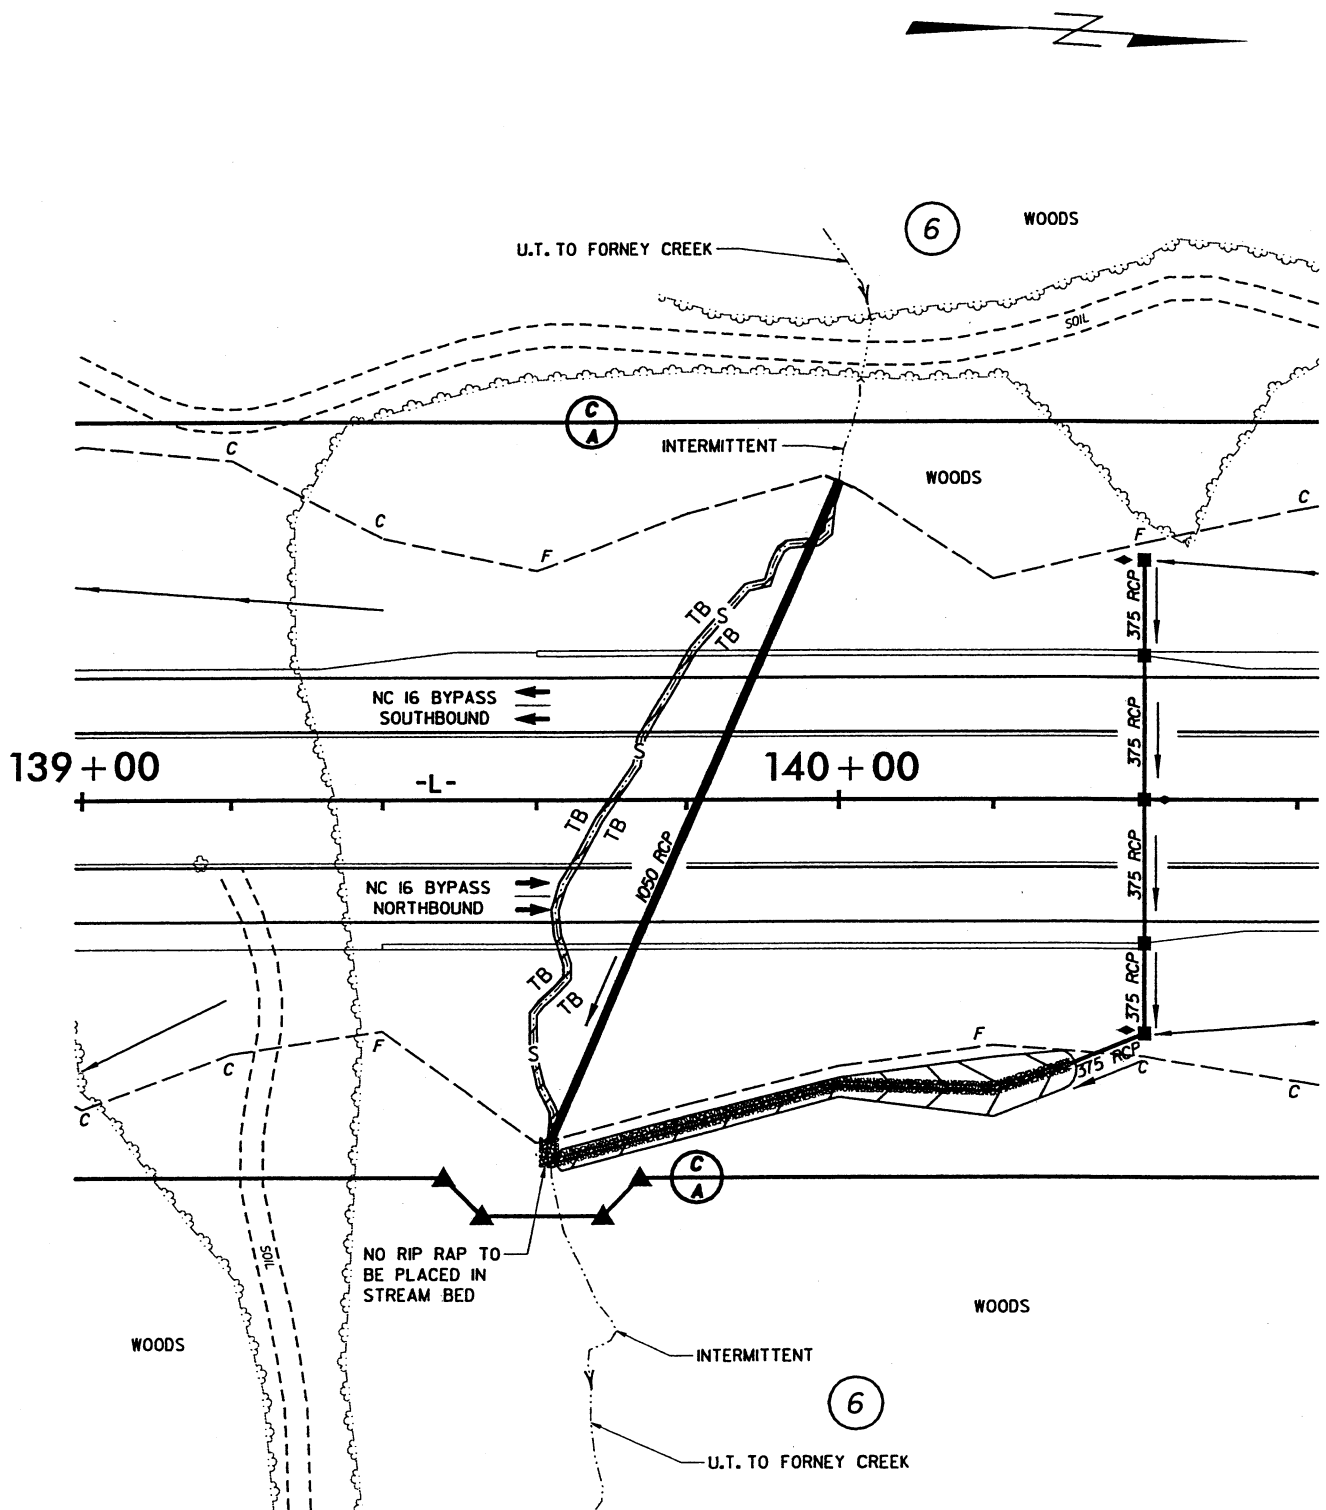 Z
6
WOODS
U.T. TO FORNEY CREEK
SOIL
C
A
C
INTERMITTENT
WOODS
C
C
F
F
375 RCP
TB
S
TB
NC 16 BYPASS
SOUTHBOUND
375 RCP
S
139+00
-L-
140+00
TB
TB
375 RCP
1050 RCP
NC 16 BYPASS
NORTHBOUND
TB
TB
375 RCP
F
F
S
C
375 RCP
C
C
C
C
A
NO RIP RAP TO
BE PLACED IN
STREAM BED
SOIL
WOODS
WOODS
INTERMITTENT
6
U.T. TO FORNEY CREEK